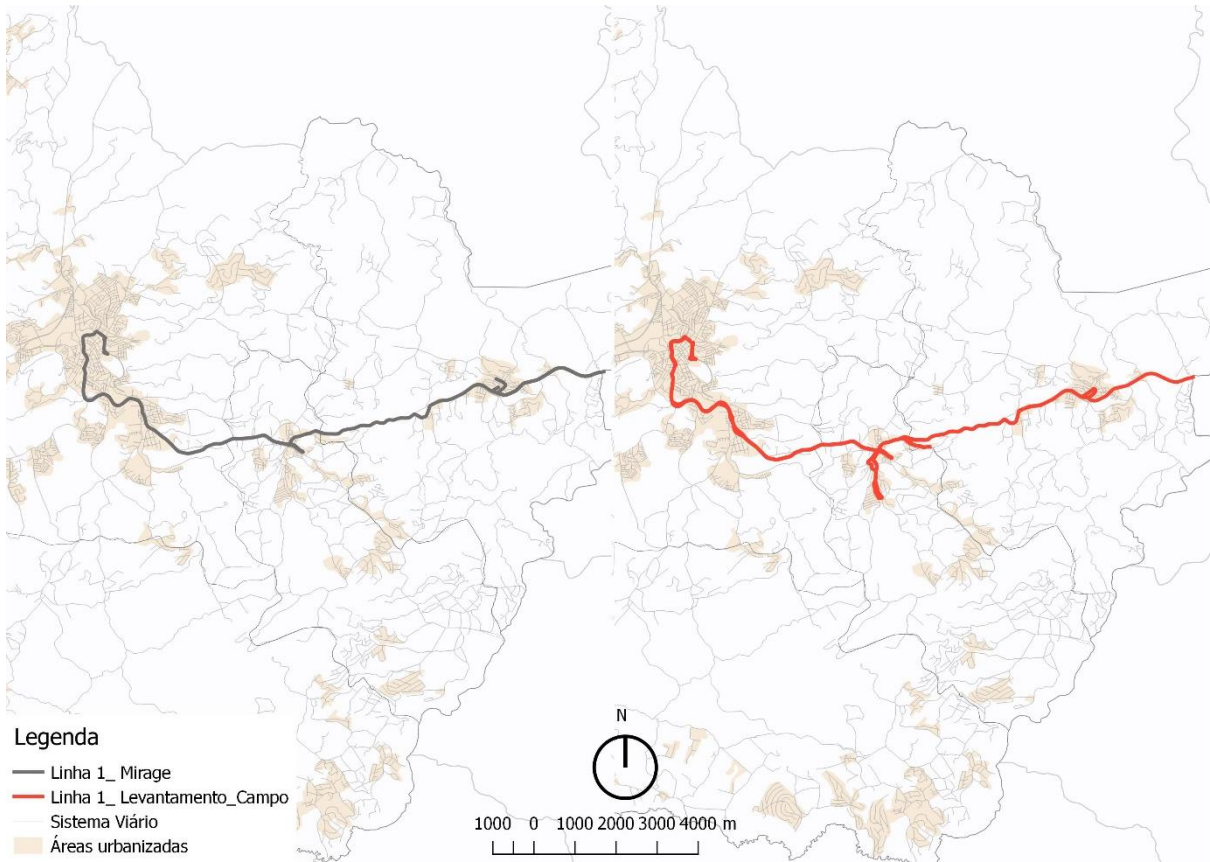 Legenda
Linha 1_ Mirage
Linha 1_ Levantamento_Campo
Sistema Viário
Áreas urbanizadas
N
1000 0 1000 2000 3000 4000 m